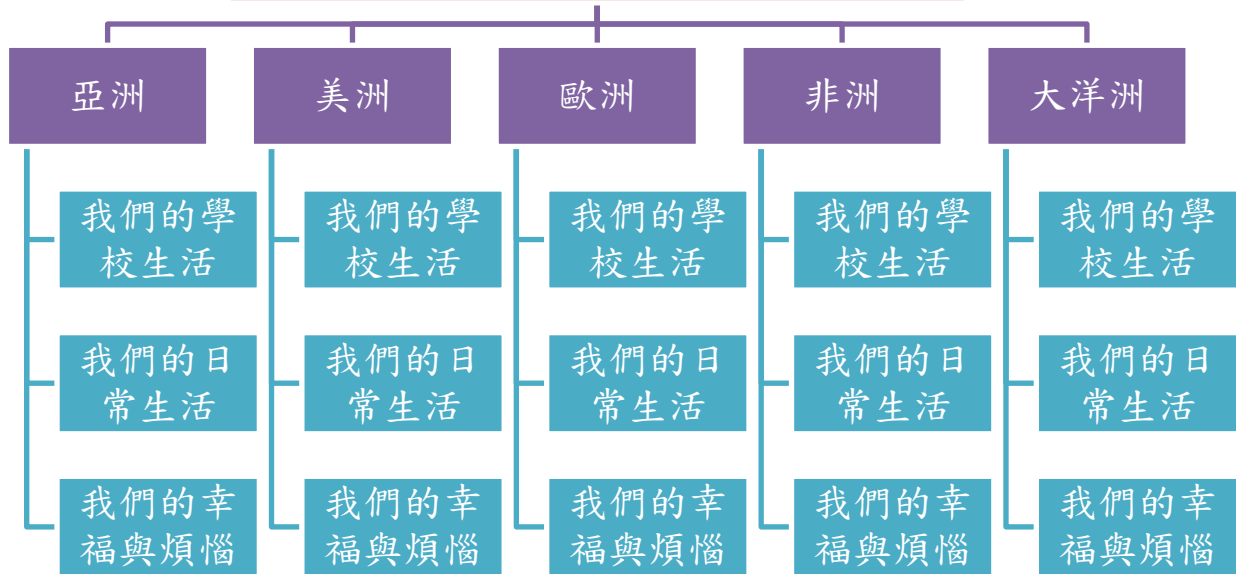 亞洲
美洲
歐洲
非洲
大洋洲
我們的學
校生活
我們的學
校生活
我們的學
校生活
我們的學
校生活
我們的學
校生活
我們的日
常生活
我們的日
常生活
我們的日
常生活
我們的日
常生活
我們的日
常生活
我們的幸
福與煩惱
我們的幸
福與煩惱
我們的幸
福與煩惱
我們的幸
福與煩惱
我們的幸
福與煩惱